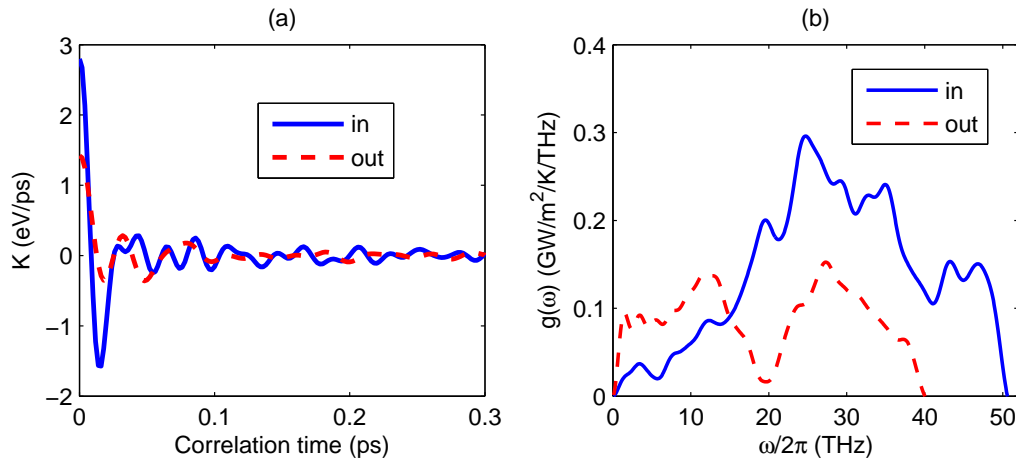 (a)
K (eV/ps)
3
2
1
0
−1
−2
in
out
0
0.1
0.2
0.3
Correlation time (ps)
(b)
g(ω) (GW/m²/K/THz)
0.4
0.3
0.2
0.1
0
in
out
0
10
20
30
40
50
ω/2π (THz)